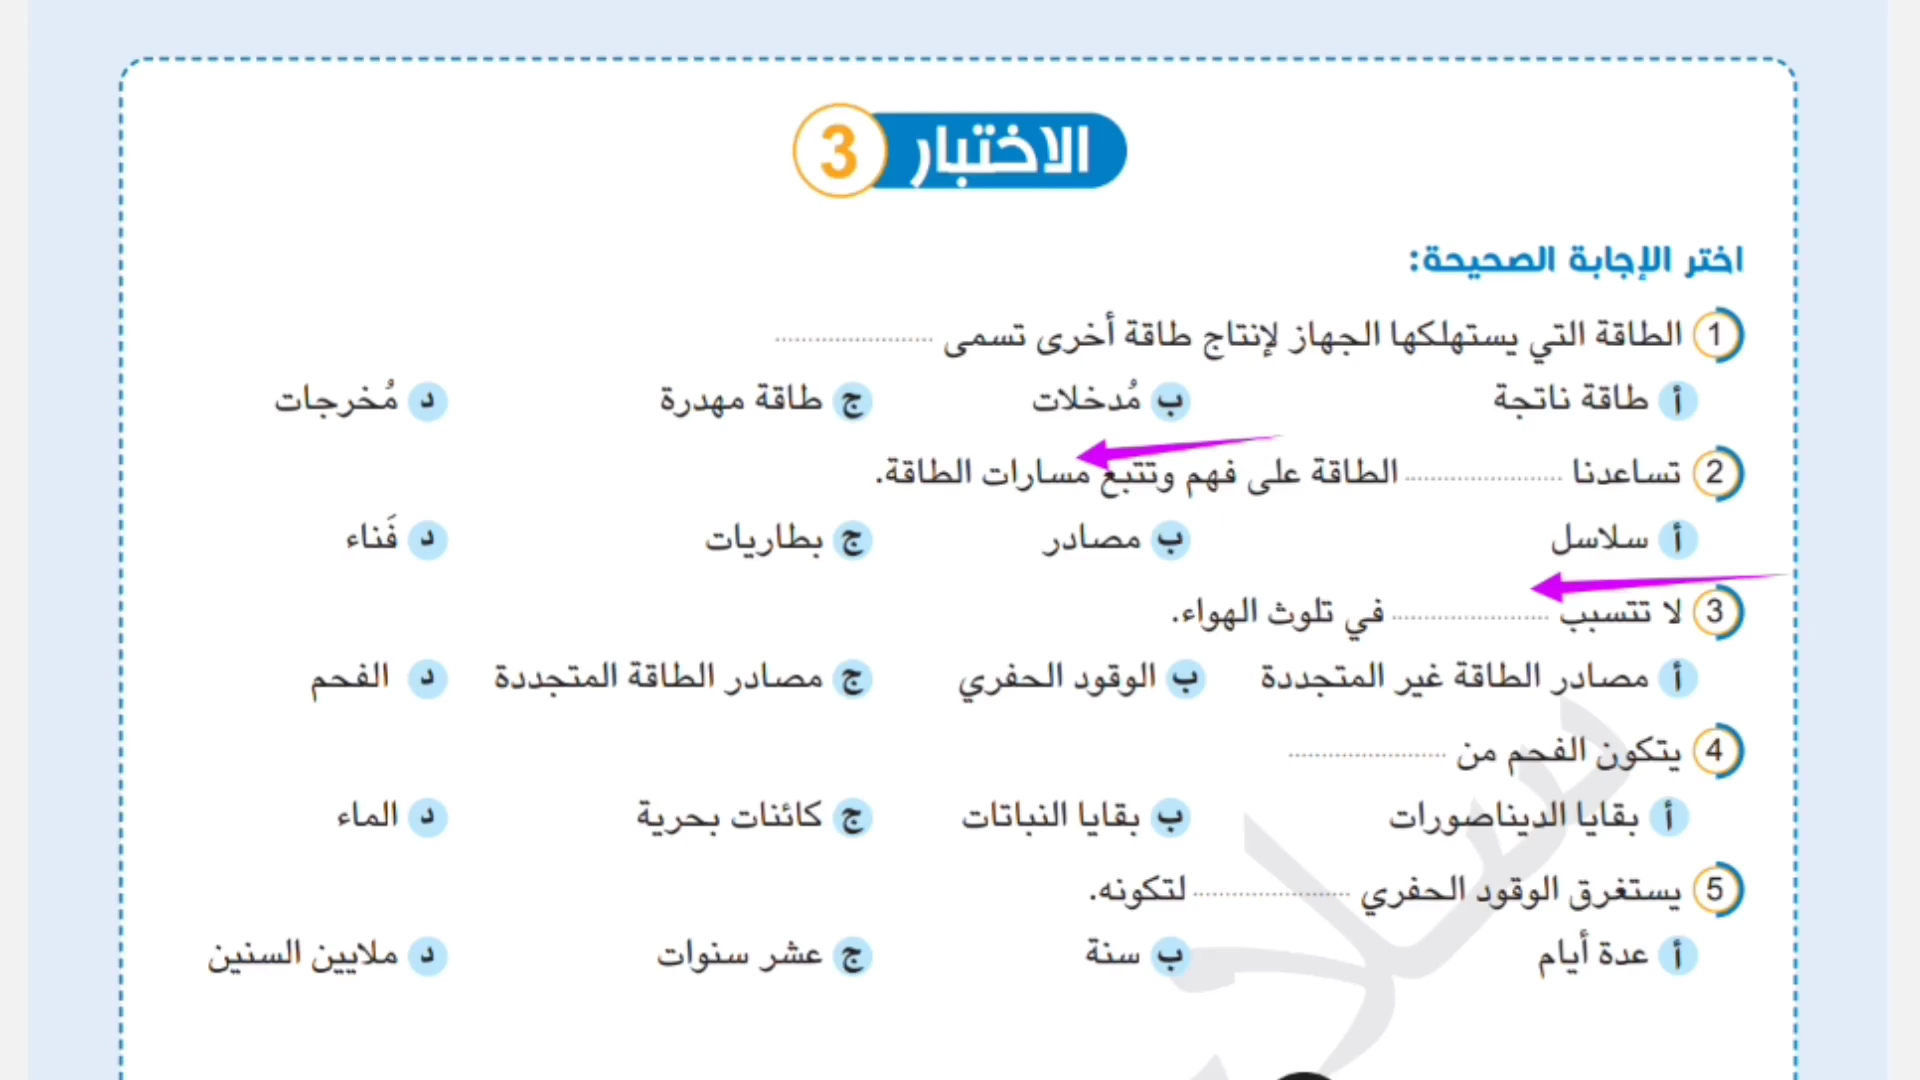 الاختبار 3
اختر الإجابة الصحيحة:
1 الطاقة التي يستهلكها الجهاز لإنتاج طاقة أخرى تسمى ......................
أ طاقة ناتجة ب مُدخلات ج طاقة مهدرة د مُخرجات
2 تساعدنا ...................... الطاقة على فهم وتتبع مسارات الطاقة.
أ سلاسل ب مصادر ج بطاريات د فَناء
3 لا تتسبب ...................... في تلوث الهواء.
أ مصادر الطاقة غير المتجددة ب الوقود الحفري ج مصادر الطاقة المتجددة د الفحم
4 يتكون الفحم من ......................
أ بقايا الديناصورات ب بقايا النباتات ج كائنات بحرية د الماء
5 يستغرق الوقود الحفري ...................... لتكونه.
أ عدة أيام ب سنة ج عشر سنوات د ملايين السنين